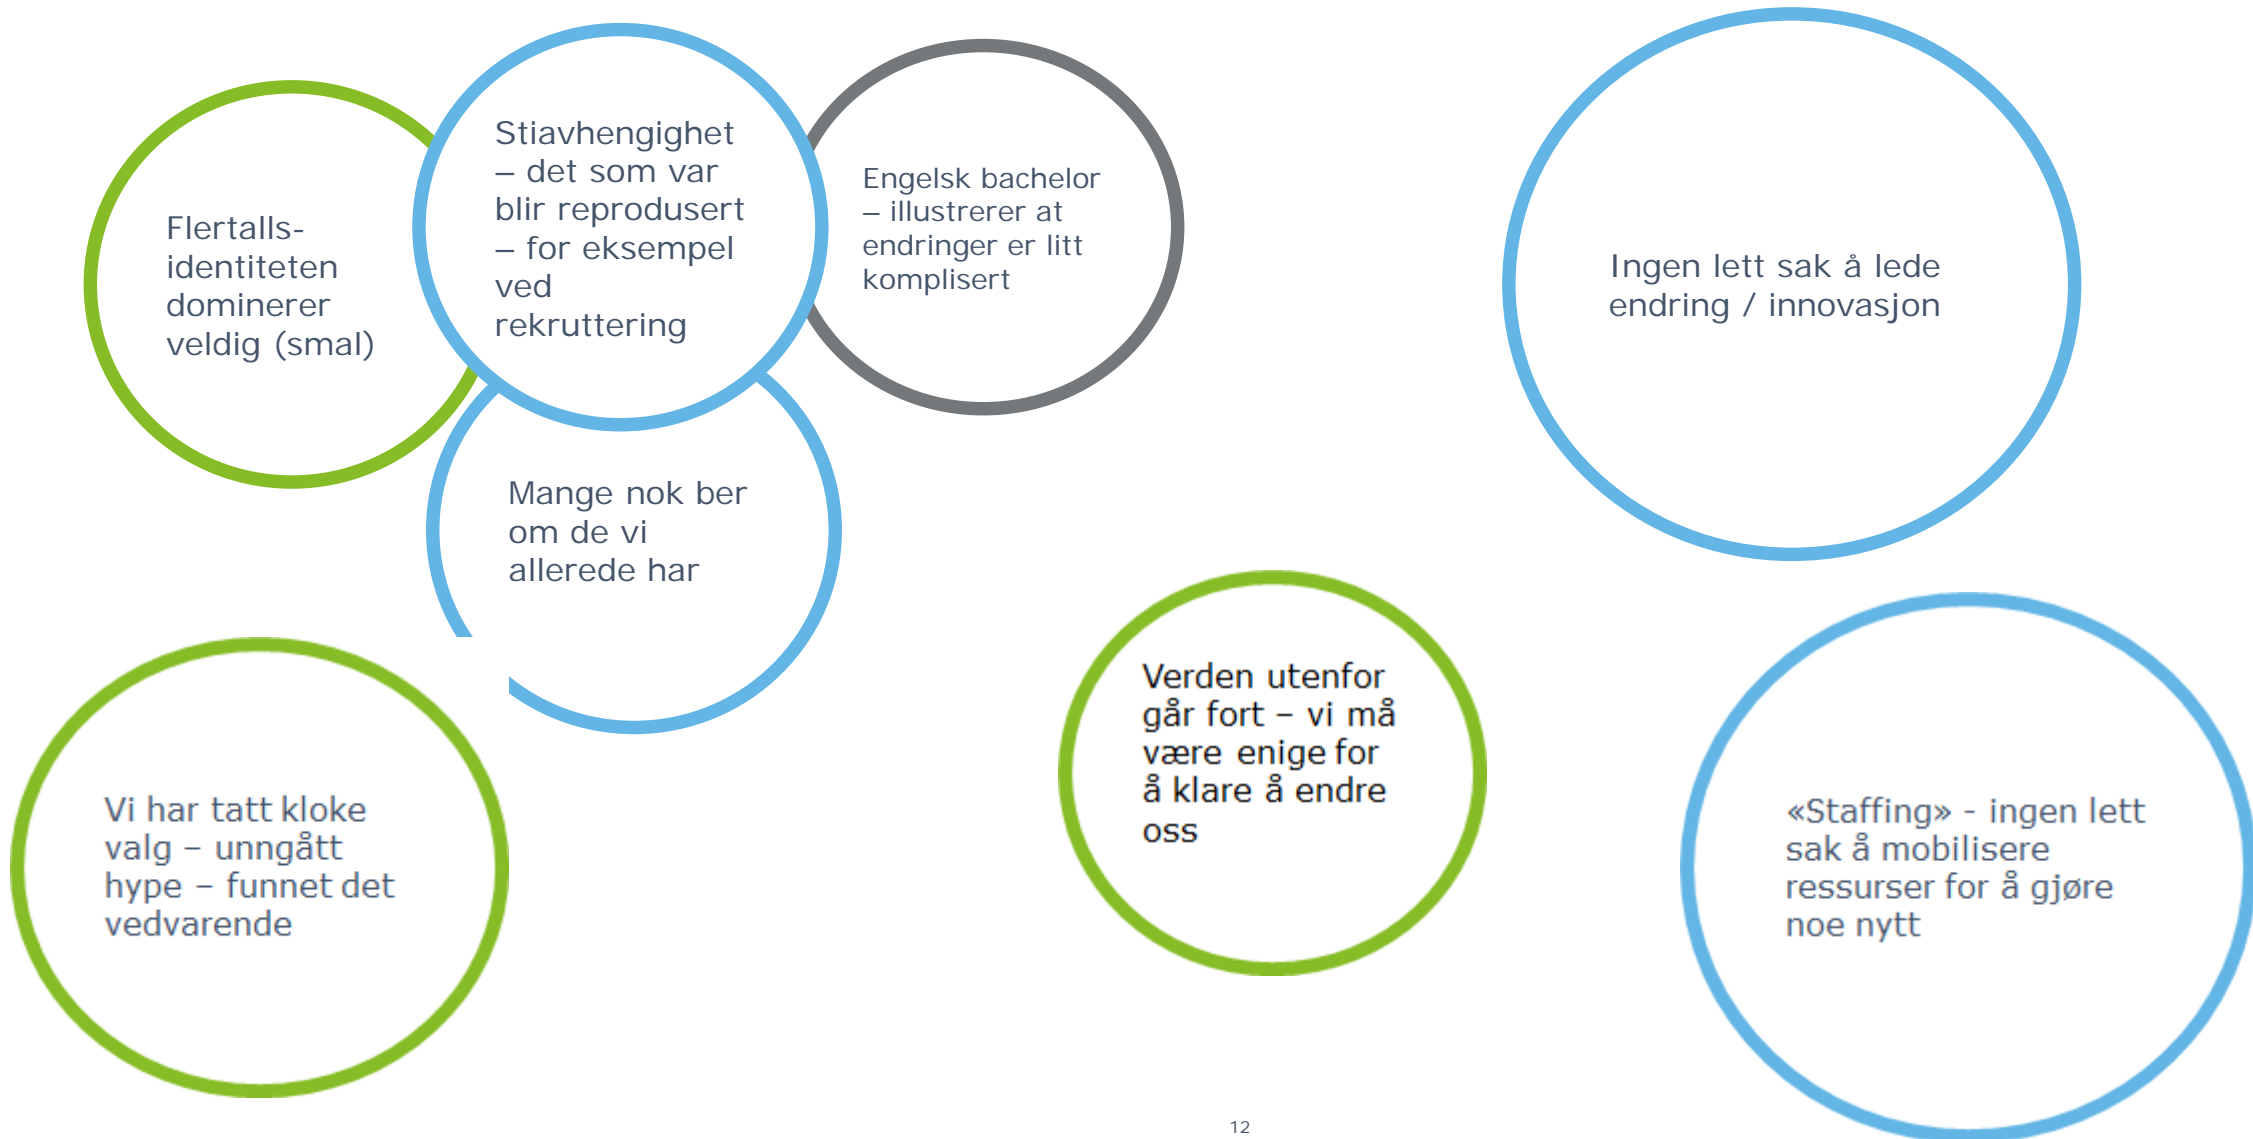 Flertalls-
identiteten
dominerer
veldig (smal)
Stiavhengighet
– det som var
blir reprodusert
– for eksempel
ved
rekruttering
Engelsk bachelor
– illustrerer at
endringer er litt
komplisert
Ingen lett sak å lede
endring / innovasjon
Mange nok ber
om de vi
allerede har
Verden utenfor
går fort – vi må
være enige for
å klare å endre
oss
Vi har tatt kloke
valg – unngått
hype – funnet det
vedvarende
«Staffing» - ingen lett
sak å mobilisere
ressurser for å gjøre
noe nytt
12